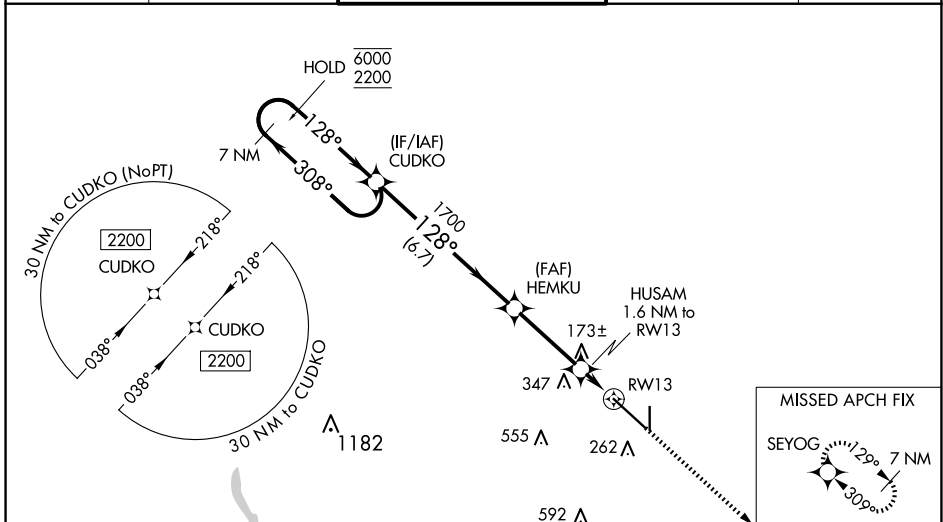 HOLD 6000
2200
128°
7 NM
308°
(IF/IAF)
CUDKO
1700
128°
(6.7)
30 NM to CUDKO (NoPT)
2200
CUDKO
218°
038°
218°
CUDKO
2200
038°
30 NM to CUDKO
(FAF)
HEMKU
HUSAM
1.6 NM to
RW13
173±
347
RW13
1182
555
262
592
MISSED APCH FIX
SEYOG
129°
7 NM
309°